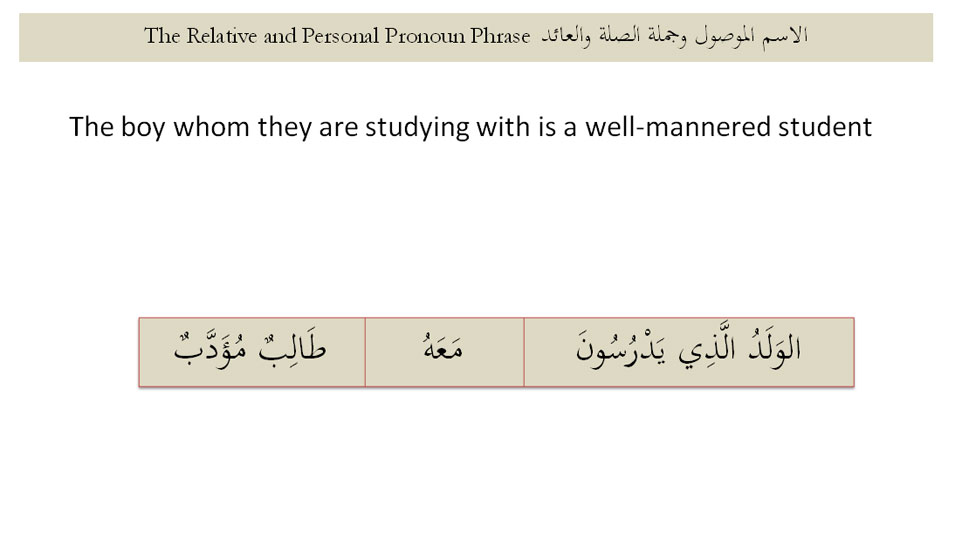 The Relative and Personal Pronoun Phrase الاسم الموصول وجملة الصلة والعائد
The boy whom they are studying with is a well-mannered student
الوَلَدُ الَّذِي يَدْرُسُونَ مَعَهُ طَالِبٌ مُؤَدَّبٌ